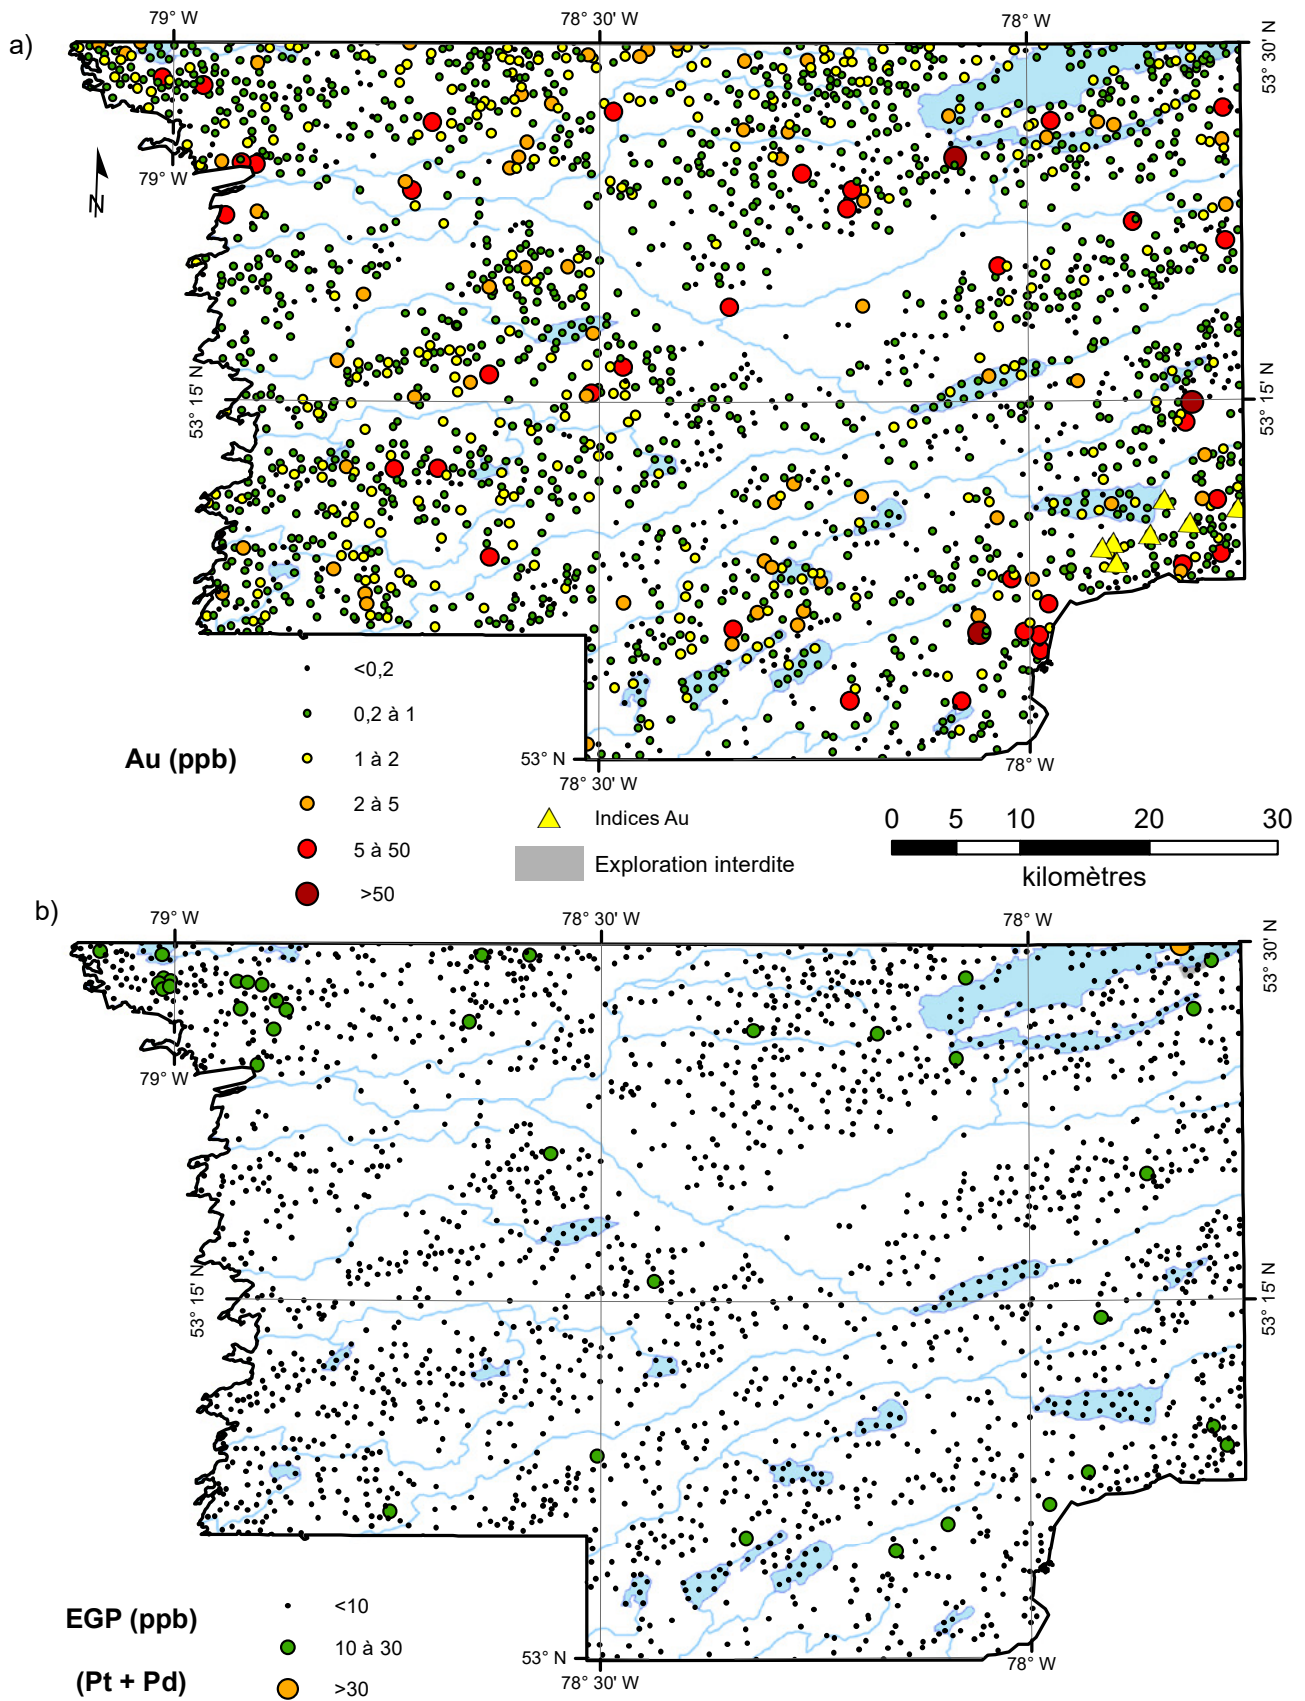 a)
79° W
78° 30' W
78° W
53° 30' N
79° W
N
53° 15' N
53° 15' N
53° N
78° 30' W
78° W
Au (ppb)
<0,2
0,2 à 1
1 à 2
2 à 5
5 à 50
>50
Indices Au
Exploration interdite
0 5 10 20 30
kilomètres
b)
79° W
78° 30' W
78° W
53° 30' N
79° W
53° 15' N
53° 15' N
53° N
78° 30' W
78° W
EGP (ppb)
(Pt + Pd)
<10
10 à 30
>30